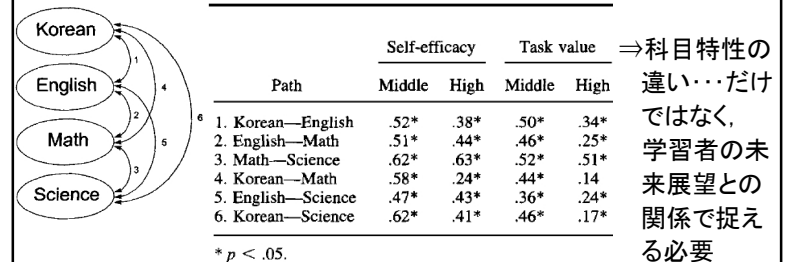 Korean
English
Math
Science
1
2
3
4
5
6
Self-efficacy Task value
Path Middle High Middle High
1. Korean—English .52* .38* .50* .34*
2. English—Math .51* .44* .46* .25*
3. Math—Science .62* .63* .52* .51*
4. Korean—Math .58* .24* .44* .14
5. English—Science .47* .43* .36* .24*
6. Korean—Science .62* .41* .46* .17*
* p < .05.
⇒科目特性の
違い・・・だけ
ではなく,
学習者の未
来展望との
関係で捉え
る必要